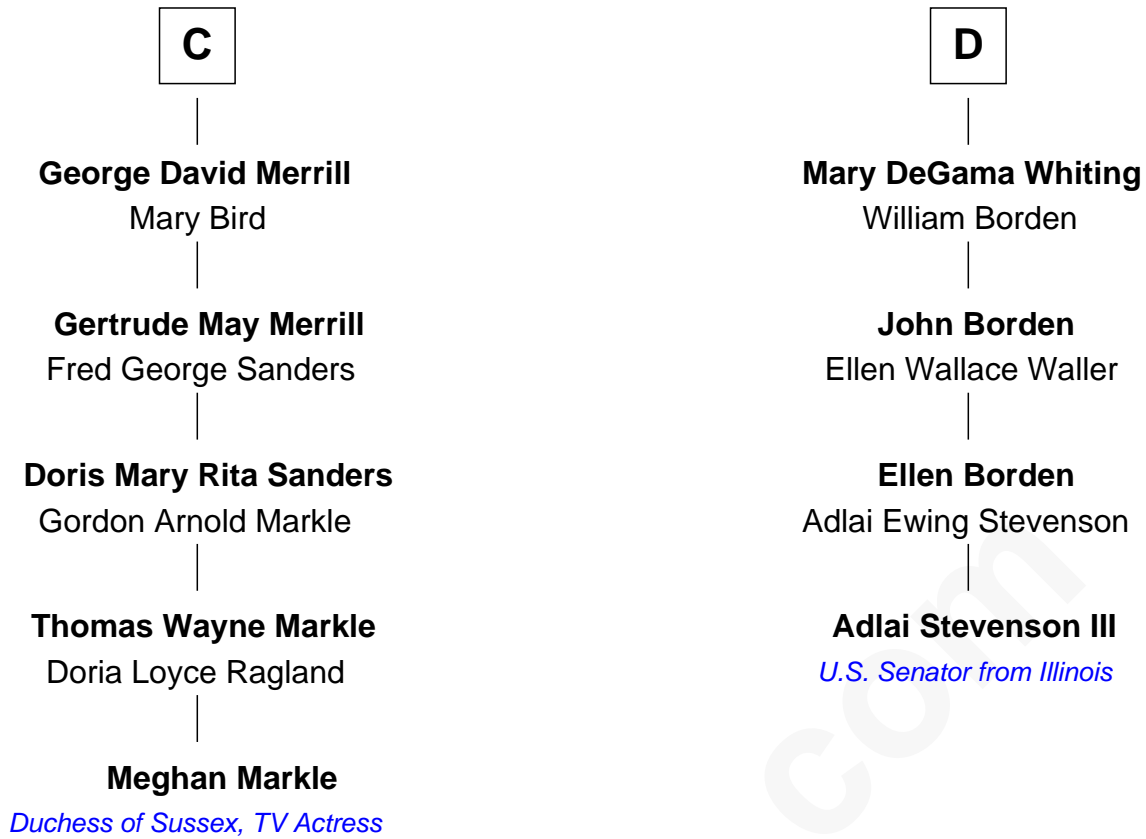 C
George David Merrill
Mary Bird
Gertrude May Merrill
Fred George Sanders
Doris Mary Rita Sanders
Gordon Arnold Markle
Thomas Wayne Markle
Doria Loyce Ragland
Meghan Markle
Duchess of Sussex, TV Actress
D
Mary DeGama Whiting
William Borden
John Borden
Ellen Wallace Waller
Ellen Borden
Adlai Ewing Stevenson
Adlai Stevenson III
U.S. Senator from Illinois
com